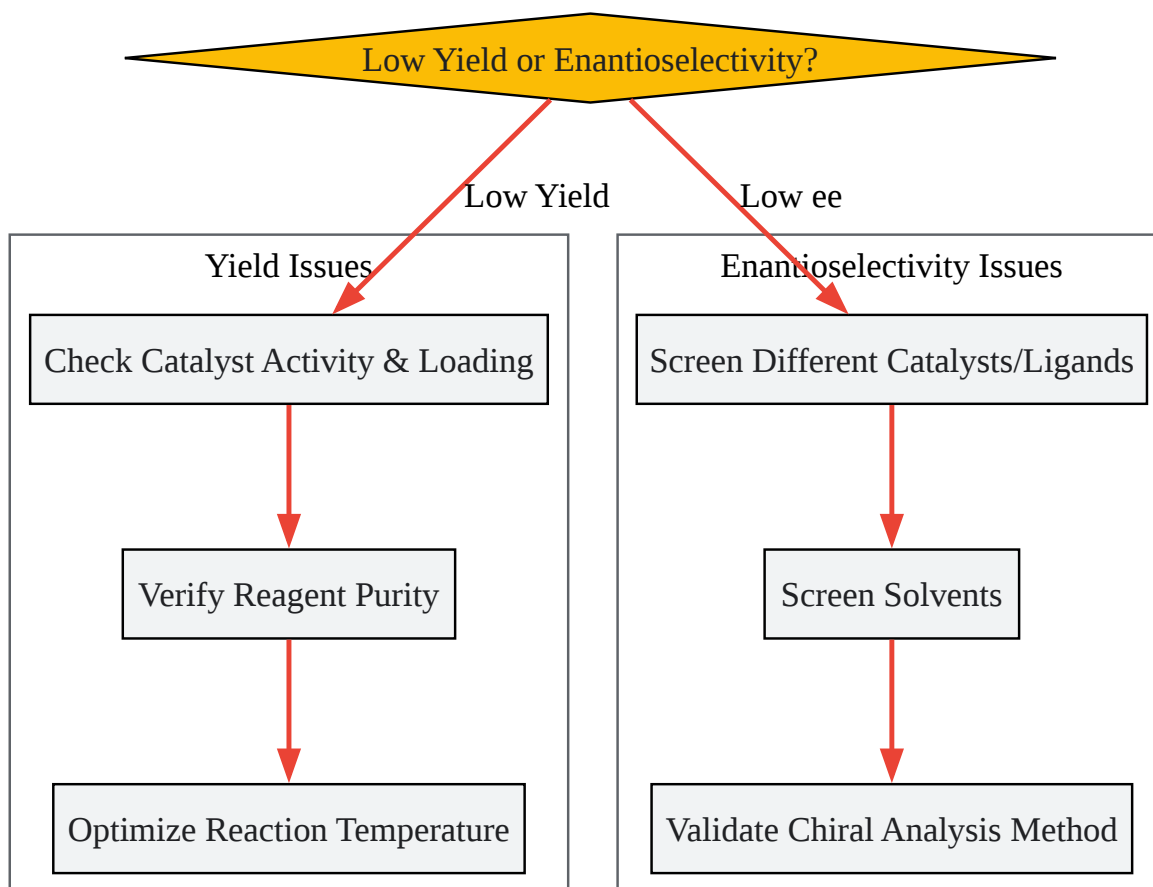 Low Yield or Enantioselectivity?
Low Yield
Low ee
Yield Issues
Check Catalyst Activity & Loading
Verify Reagent Purity
Optimize Reaction Temperature
Enantioselectivity Issues
Screen Different Catalysts/Ligands
Screen Solvents
Validate Chiral Analysis Method